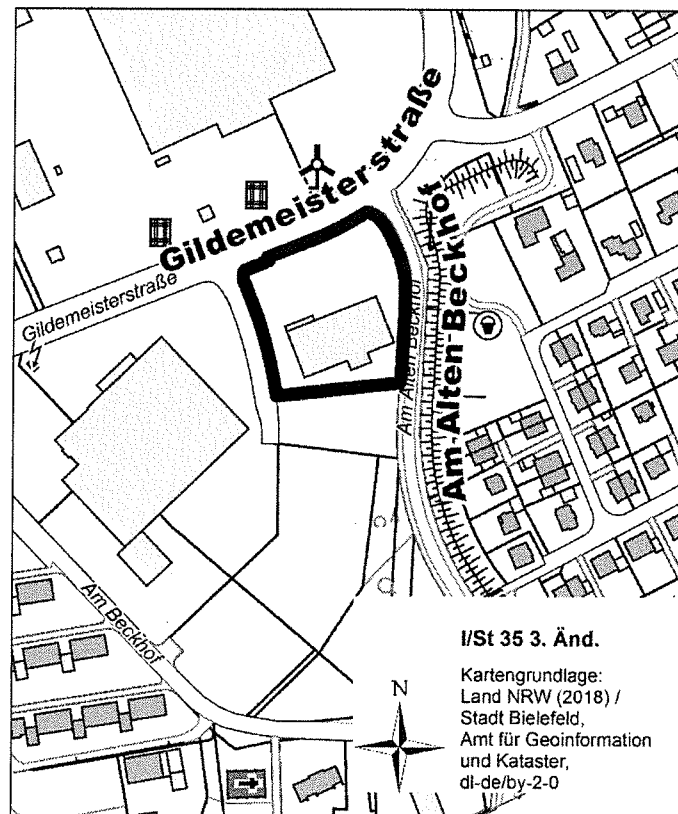 Gildemeisterstraße
Gildemeisterstraße
Am Alten Beckhof
Am Alten Beckhof
Am Beckhof
I/St 35 3. Änd.
Kartengrundlage:
Land NRW (2018) /
Stadt Bielefeld,
Amt für Geoinformation
und Kataster,
dl-de/by-2-0
N